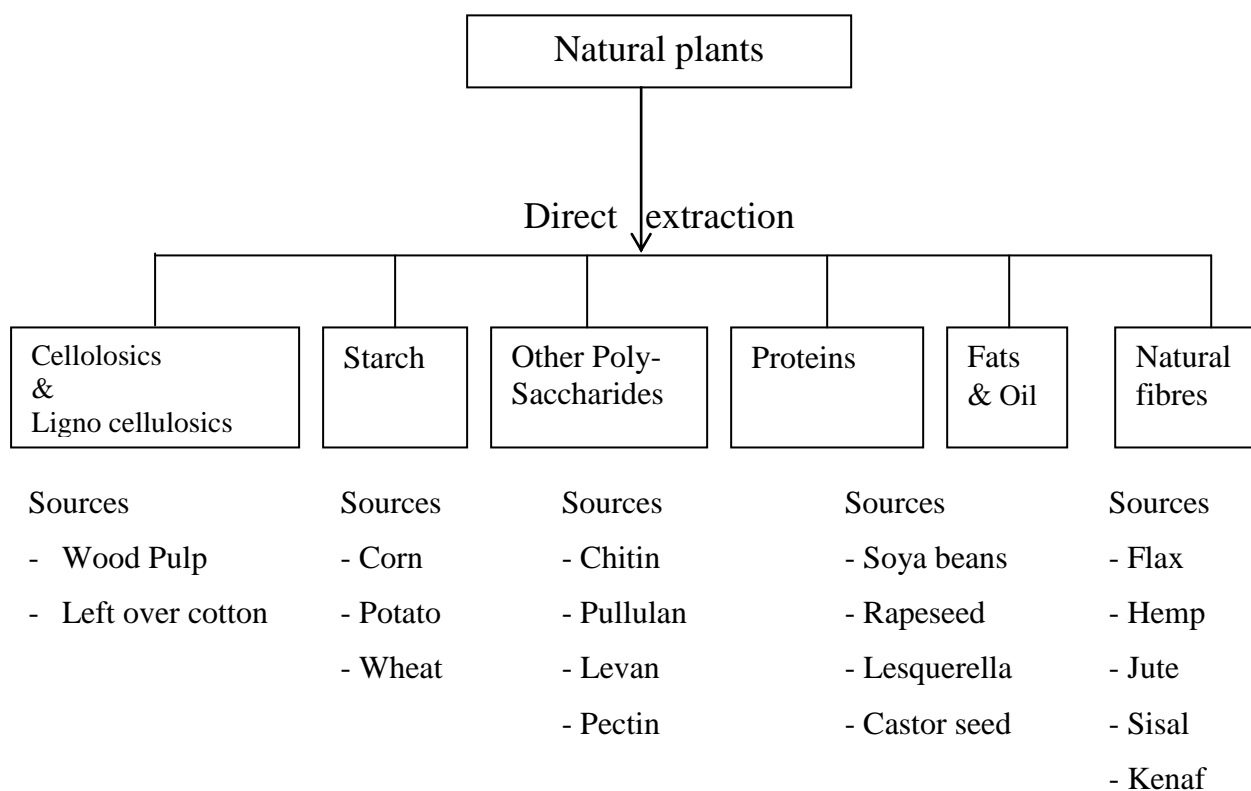 Natural plants
Direct extraction
Cellolosics
&
Ligno cellulosics
Starch
Other Poly-
Saccharides
Proteins
Fats
& Oil
Natural
fibres
Sources
- Wood Pulp
- Left over cotton
Sources
- Corn
- Potato
- Wheat
Sources
- Chitin
- Pullulan
- Levan
- Pectin
Sources
- Soya beans
- Rapeseed
- Lesquerella
- Castor seed
Sources
- Flax
- Hemp
- Jute
- Sisal
- Kenaf